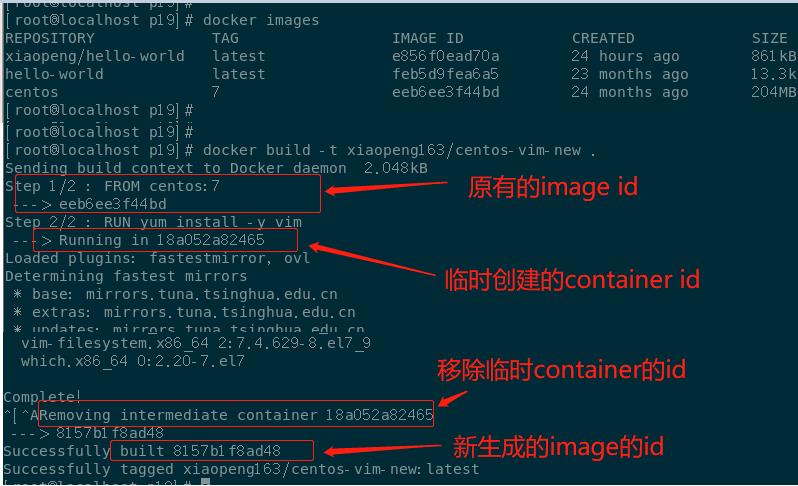 [root@localhost p19]#
[root@localhost p19]# docker images
REPOSITORY TAG IMAGE ID CREATED SIZE
xiaopeng/hello-world latest e856f0ead70a 24 hours ago 861kB
hello-world latest feb5d9fea6a5 23 months ago 13.3k
centos 7 eeb6ee3f44bd 24 months ago 204MB
[root@localhost p19]#
[root@localhost p19]#
[root@localhost p19]# docker build -t xiaopeng163/centos-vim-new .
Sending build context to Docker daemon 2.048kB
Step 1/2 : FROM centos:7
---> eeb6ee3f44bd
原有的image id
Step 2/2 : RUN yum install -y vim
---> Running in 18a052a82465
Loaded plugins: fastestmirror, ovl
Determining fastest mirrors
临时创建的container id
* base: mirrors.tuna.tsinghua.edu.cn
* extras: mirrors.tuna.tsinghua.edu.cn
* updates: mirrors.tuna.tsinghua.edu.cn
vim-filesystem.x86_64 2:7.4.629-8.el7_9
which.x86_64 0:2.20-7.el7
移除临时container的id
Complete!
^[^ARemoving intermediate container 18a052a82465
---> 8157b1f8ad48
Successfully built 8157b1f8ad48
新生成的image的id
Successfully tagged xiaopeng163/centos-vim-new:latest
[root@localhost p19]#